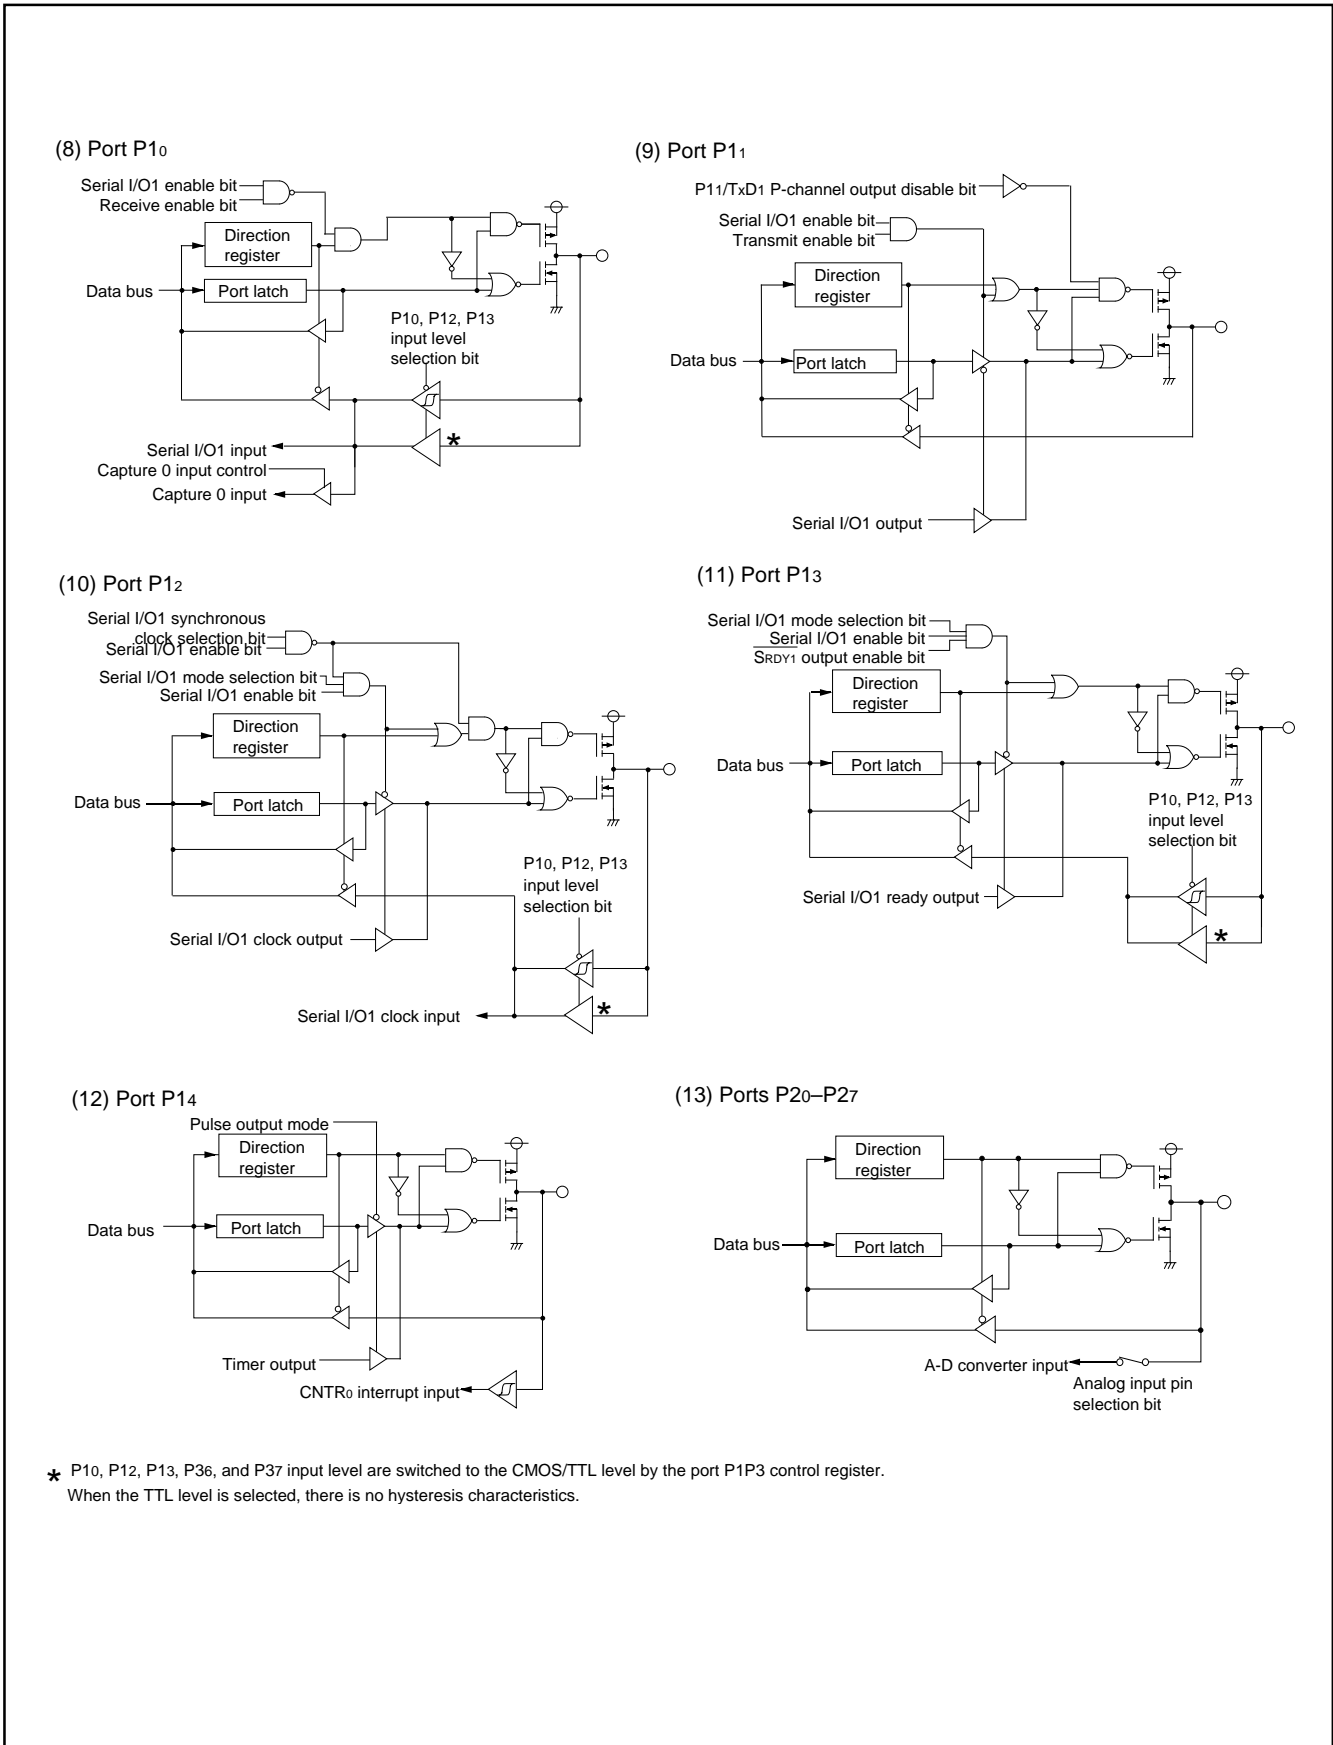 (8) Port P10
Serial I/O1 enable bit
Receive enable bit
Direction
register
Data bus
Port latch
P10, P12, P13
input level
selection bit
*
Serial I/O1 input
Capture 0 input control
Capture 0 input
(9) Port P11
P11/TxD1 P-channel output disable bit
Serial I/O1 enable bit
Transmit enable bit
Direction
register
Data bus
Port latch
Serial I/O1 output
(10) Port P12
Serial I/O1 synchronous
clock selection bit
Serial I/O1 enable bit
Serial I/O1 mode selection bit
Serial I/O1 enable bit
Direction
register
Data bus
Port latch
P10, P12, P13
input level
selection bit
Serial I/O1 clock output
*
Serial I/O1 clock input
(11) Port P13
Serial I/O1 mode selection bit
Serial I/O1 enable bit
SRDY1 output enable bit
Direction
register
Data bus
Port latch
P10, P12, P13
input level
selection bit
Serial I/O1 ready output
*
(12) Port P14
Pulse output mode
Direction
register
Data bus
Port latch
Timer output
CNTR0 interrupt input
(13) Ports P20–P27
Direction
register
Data bus
Port latch
A-D converter input
Analog input pin
selection bit
* P10, P12, P13, P36, and P37 input level are switched to the CMOS/TTL level by the port P1P3 control register.
When the TTL level is selected, there is no hysteresis characteristics.